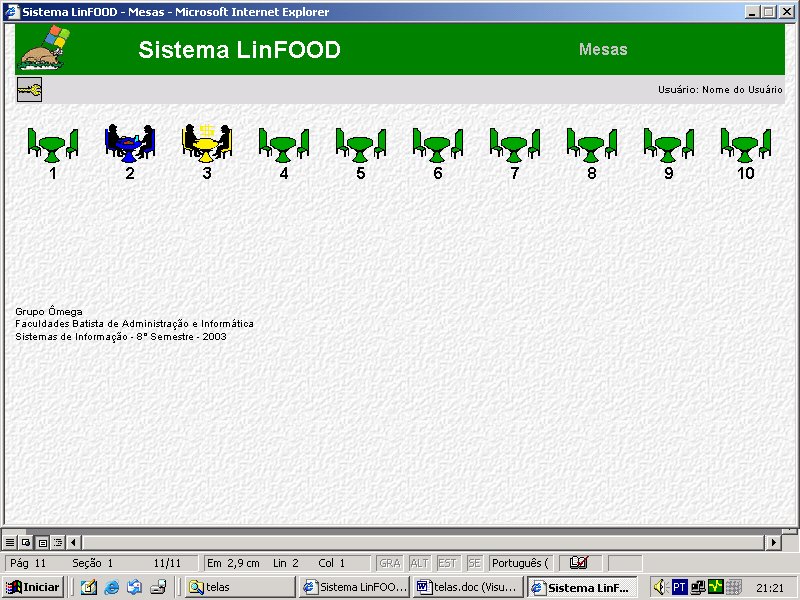 Sistema LinFOOD - Mesas - Microsoft Internet Explorer
Sistema LinFOOD
Mesas
Usuário: Nome do Usuário
$
1 2 3 4 5 6 7 8 9 10
Grupo Ômega
Faculdades Batista de Administração e Informática
Sistemas de Informação - 8° Semestre - 2003
Pág 11 Seção 1 11/11 Em 2,9 cm Lin 2 Col 1 GRA ALT EST SE Português (
Iniciar telas Sistema LinFOO... telas.doc (Visu... Sistema LinF... PT 21:21